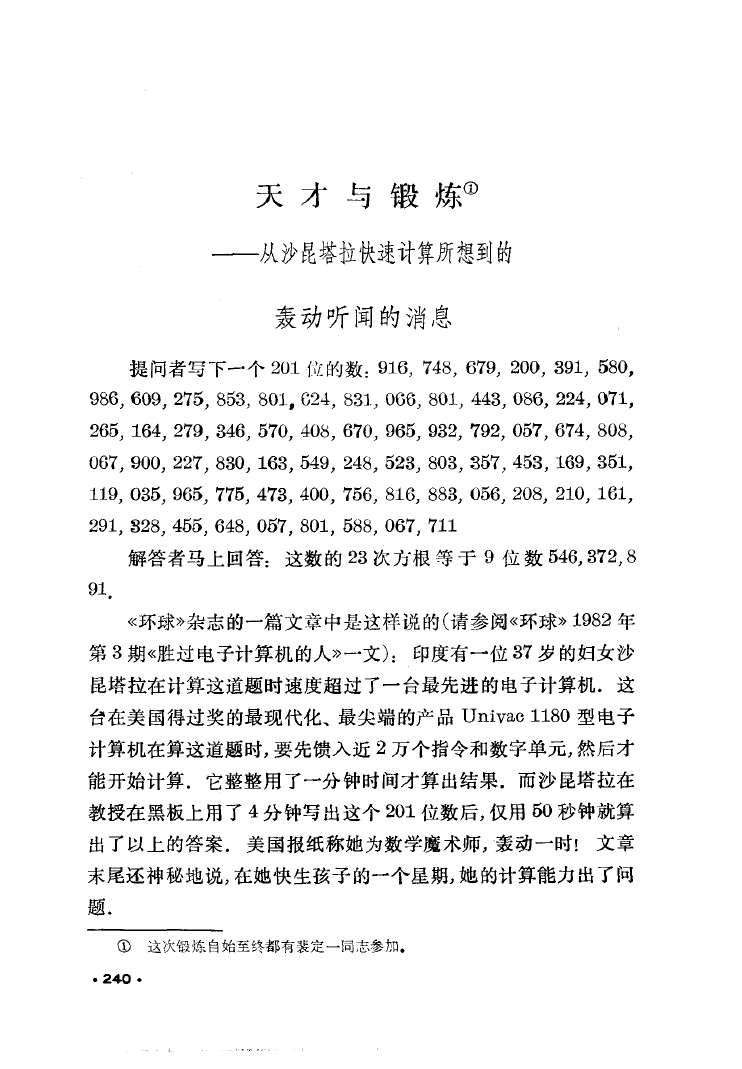 天才与锻炼①
——从沙昆塔拉快速计算所想到的
轰动听闻的消息
提问者写下一个 201 位的数：916, 748, 679, 200, 391, 580,
986, 609, 275, 853, 801, 624, 831, 066, 801, 443, 086, 224, 071,
265, 164, 279, 346, 570, 408, 670, 965, 932, 792, 057, 674, 808,
067, 900, 227, 830, 163, 549, 248, 523, 803, 357, 453, 169, 351,
119, 035, 965, 775, 473, 400, 756, 816, 883, 056, 208, 210, 161,
291, 328, 455, 648, 057, 801, 588, 067, 711
解答者马上回答：这数的 23 次方根等于 9 位数 546, 372, 8
91．
《环球》杂志的一篇文章中是这样说的(请参阅《环球》1982 年
第 3 期《胜过电子计算机的人》一文)：印度有一位 37 岁的妇女沙
昆塔拉在计算这道题时速度超过了一台最先进的电子计算机．这
台在美国得过奖的最现代化、最尖端的产品 Univac 1180 型电子
计算机在算这道题时，要先馈入近 2 万个指令和数字单元，然后才
能开始计算．它整整用了一分钟时间才算出结果．而沙昆塔拉在
教授在黑板上用了 4 分钟写出这个 201 位数后，仅用 50 秒钟就算
出了以上的答案．美国报纸称她为数学魔术师，轰动一时！文章
末尾还神秘地说，在她快生孩子的一个星期，她的计算能力出了问
题．
① 这次锻炼自始至终都有裴定一同志参加。
· 240 ·